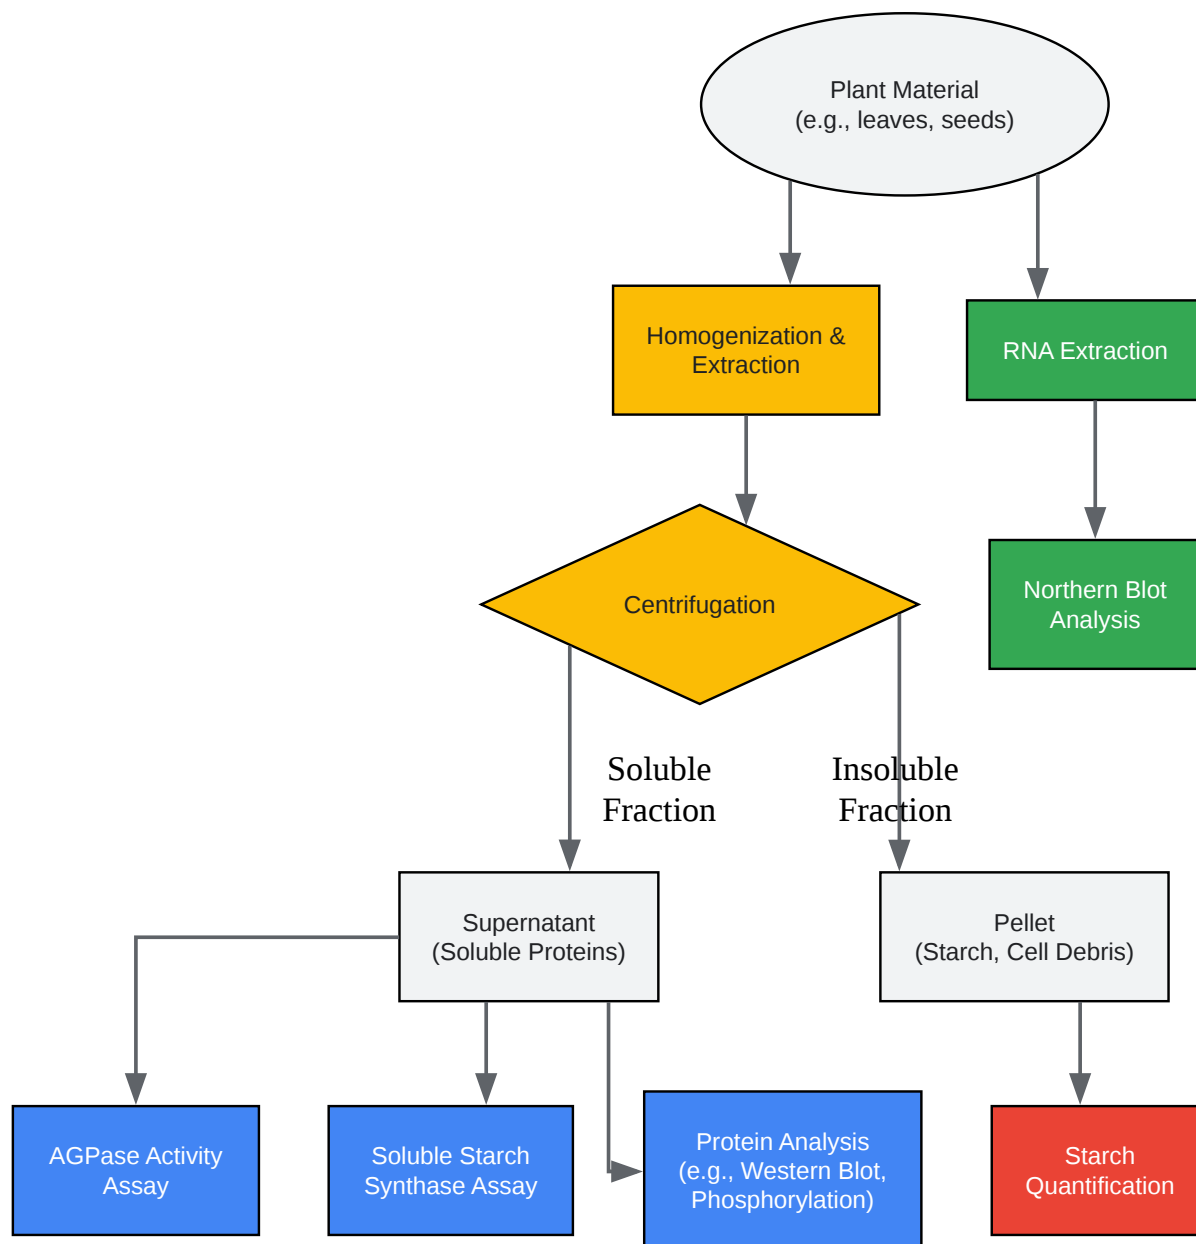 Plant Material
(e.g., leaves, seeds)
Homogenization &
Extraction
RNA Extraction
Centrifugation
Northern Blot
Analysis
Soluble
Fraction
Insoluble
Fraction
Supernatant
(Soluble Proteins)
Pellet
(Starch, Cell Debris)
AGPase Activity
Assay
Soluble Starch
Synthase Assay
Protein Analysis
(e.g., Western Blot,
Phosphorylation)
Starch
Quantification